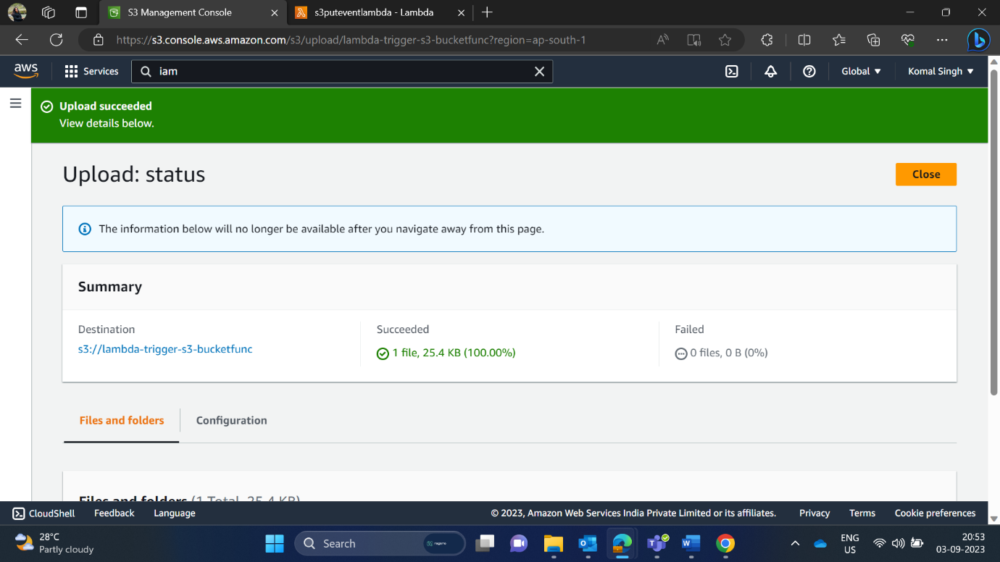 S3 Management Console
s3puteventlambda - Lambda
https://s3.console.aws.amazon.com/s3/upload/lambda-trigger-s3-bucketfunc?region=ap-south-1
aws
Services
iam
Global
Komal Singh
Upload succeeded
View details below.
Upload: status
Close
The information below will no longer be available after you navigate away from this page.
Summary
Destination
Succeeded
Failed
s3://lambda-trigger-s3-bucketfunc
1 file, 25.4 KB (100.00%)
0 files, 0 B (0%)
Files and folders
Configuration
Files and folders (1 Total, 25.4 KB)
CloudShell
Feedback
Language
© 2023, Amazon Web Services India Private Limited or its affiliates.
Privacy
Terms
Cookie preferences
28°C
Partly cloudy
Search
ENG
US
20:53
03-09-2023